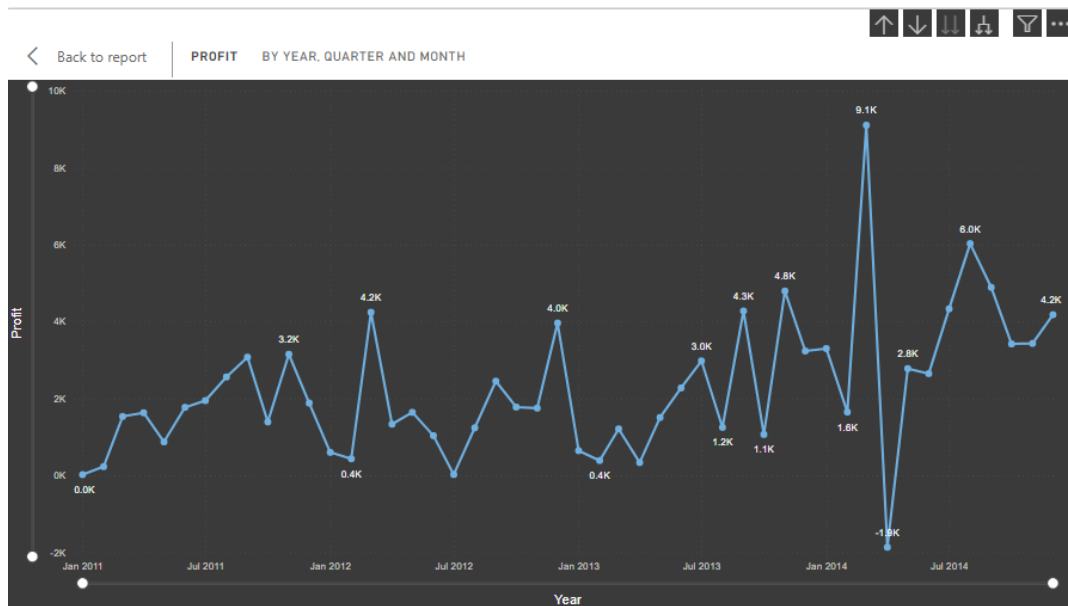 Back to report
PROFIT BY YEAR, QUARTER AND MONTH
10K
8K
6K
4K
2K
0K
-2K
Profit
0.0K
3.2K
0.4K
4.2K
4.0K
0.4K
3.0K
1.2K
4.3K
1.1K
4.8K
1.6K
9.1K
-1.9K
2.8K
6.0K
4.2K
Jan 2011
Jul 2011
Jan 2012
Jul 2012
Jan 2013
Jul 2013
Jan 2014
Jul 2014
Year